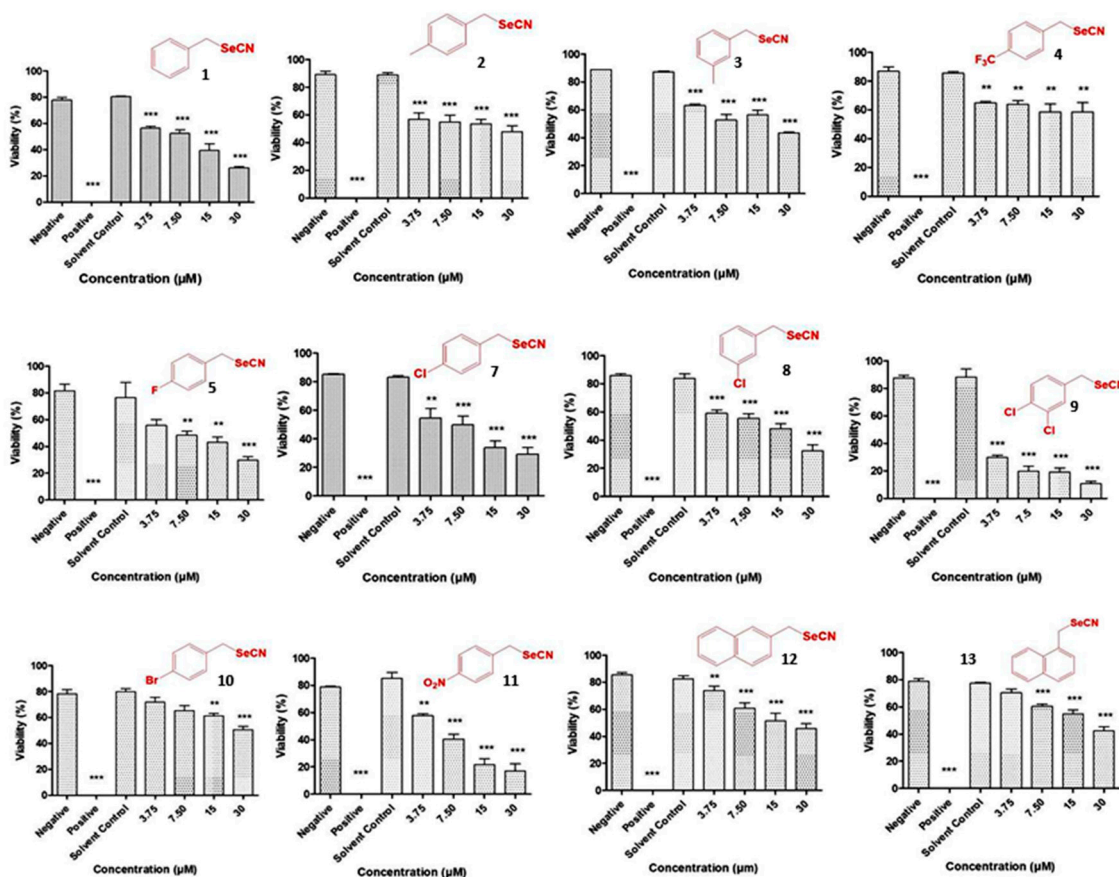 SeCN
1
Viability (%)
100
80
60
40
20
0
***
***
***
***
***
Negative
Positive
Solvent Control
3.75
7.50
15
30
Concentration (µM)
SeCN
2
Viability (%)
100
80
60
40
20
0
***
***
***
***
***
Negative
Positive
Solvent Control
3.75
7.50
15
30
Concentration (µM)
SeCN
3
Viability (%)
100
80
60
40
20
0
***
***
***
***
***
Negative
Positive
Solvent Control
3.75
7.50
15
30
Concentration (µM)
SeCN
F₃C
4
Viability (%)
100
80
60
40
20
0
***
**
**
**
**
Negative
Positive
Solvent Control
3.75
7.50
15
30
Concentration (µM)
SeCN
F
5
Viability (%)
100
80
60
40
20
0
***
**
**
***
Negative
Positive
Solvent Control
3.75
7.50
15
30
Concentration (µM)
SeCN
Cl
7
Viability (%)
100
80
60
40
20
0
***
**
***
***
***
Negative
Positive
Solvent Control
3.75
7.50
15
30
Concentration (µM)
SeCN
Cl
8
Viability (%)
100
80
60
40
20
0
***
**
***
***
***
Negative
Positive
Solvent Control
3.75
7.50
15
30
Concentration (µM)
Cl
Cl
9
Viability (%)
100
80
60
40
20
0
***
***
***
***
***
Negative
Positive
Solvent Control
3.75
7.5
15
30
Concentration (µM)
SeCN
Br
10
Viability (%)
100
80
60
40
20
0
***
**
***
Negative
Positive
Solvent Control
3.75
7.50
15
30
Concentration (µM)
SeCN
O₂N
11
Viability (%)
100
80
60
40
20
0
***
**
***
***
***
Negative
Positive
Solvent Control
3.75
7.50
15
30
Concentration (µM)
SeCN
12
Viability (%)
100
80
60
40
20
0
***
**
***
***
***
Negative
Positive
Solvent Control
3.75
7.50
15
30
Concentration (µm)
SeCN
13
Viability (%)
100
80
60
40
20
0
***
***
***
***
Negative
Positive
Solvent Control
3.75
7.50
15
30
Concentration (µM)